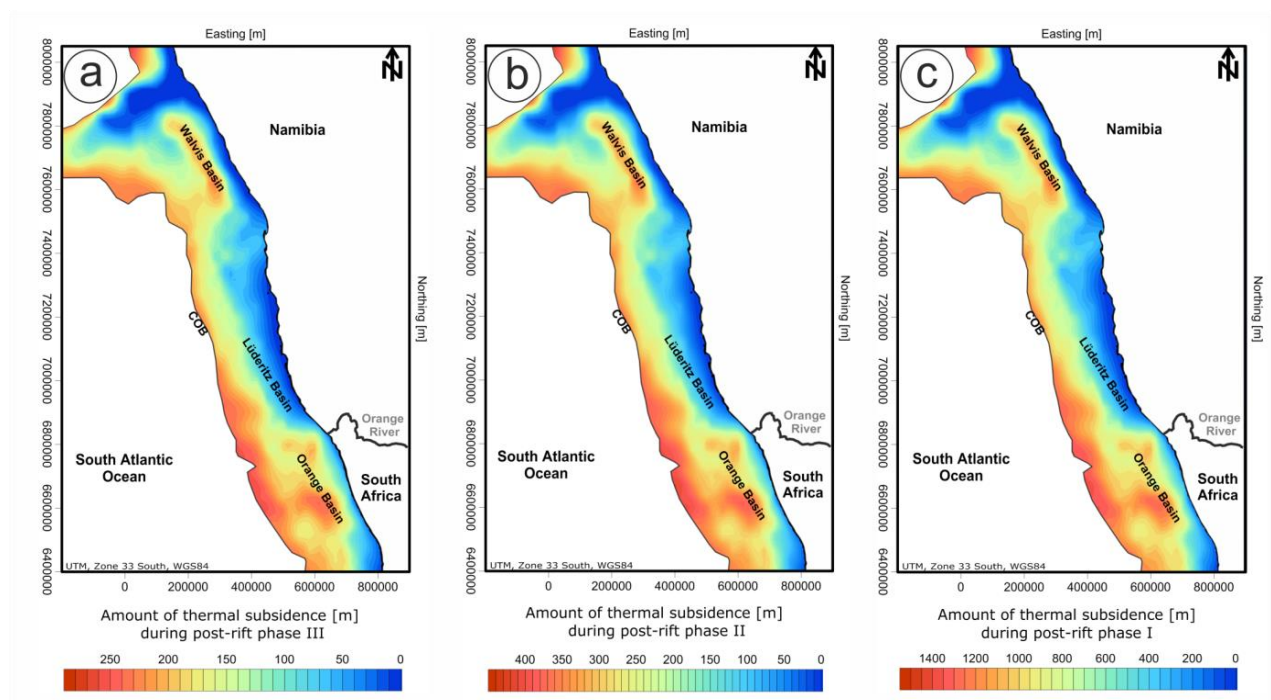 Easting [m]
a
N
8000000
7800000
7600000
7400000
7200000
7000000
6800000
6600000
6400000
Namibia
Walvis Basin
COB
Lüderitz Basin
Orange
River
Orange Basin
South Atlantic
Ocean
South
Africa
Northing [m]
UTM, Zone 33 South, WGS84
0 200000 400000 600000 800000
Amount of thermal subsidence [m]
during post-rift phase III
250 200 150 100 50 0
Easting [m]
b
N
8000000
7800000
7600000
7400000
7200000
7000000
6800000
6600000
6400000
Namibia
Walvis Basin
COB
Lüderitz Basin
Orange
River
Orange Basin
South Atlantic
Ocean
South
Africa
Northing [m]
UTM, Zone 33 South, WGS84
0 200000 400000 600000 800000
Amount of thermal subsidence [m]
during post-rift phase II
400 350 300 250 200 150 100 50 0
Easting [m]
c
N
8000000
7800000
7600000
7400000
7200000
7000000
6800000
6600000
6400000
Namibia
Walvis Basin
COB
Lüderitz Basin
Orange
River
Orange Basin
South Atlantic
Ocean
South
Africa
Northing [m]
UTM, Zone 33 South, WGS84
0 200000 400000 600000 800000
Amount of thermal subsidence [m]
during post-rift phase I
1400 1200 1000 800 600 400 200 0